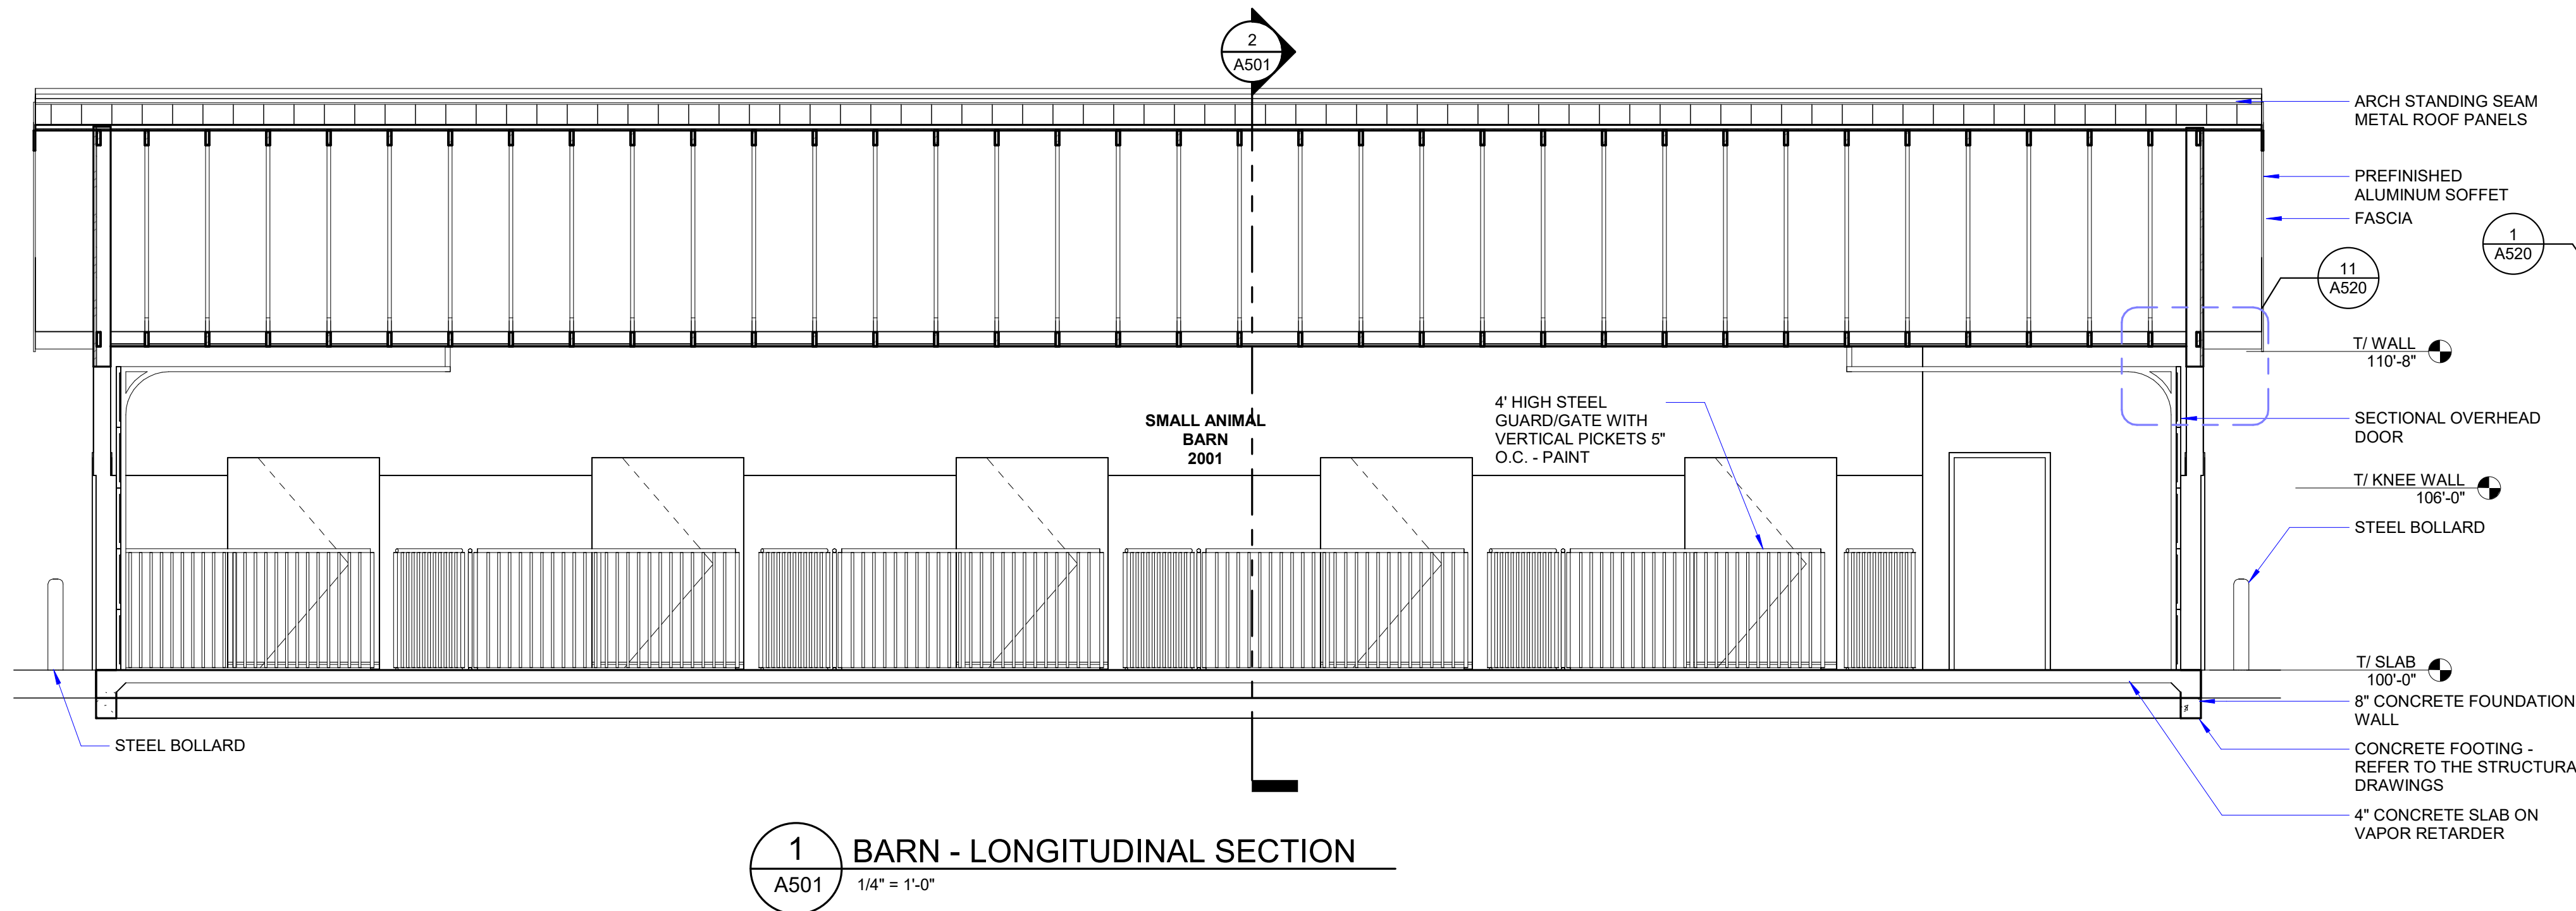 2
A501
ARCH STANDING SEAM
METAL ROOF PANELS
PREFINISHED
ALUMINUM SOFFET
FASCIA
1
A520
11
A520
T/ WALL
110'-8"
SMALL ANIMAL
BARN
2001
4' HIGH STEEL
GUARD/GATE WITH
VERTICAL PICKETS 5"
O.C. - PAINT
SECTIONAL OVERHEAD
DOOR
T/ KNEE WALL
106'-0"
STEEL BOLLARD
T/ SLAB
100'-0"
8" CONCRETE FOUNDATION
WALL
STEEL BOLLARD
CONCRETE FOOTING -
REFER TO THE STRUCTURA
DRAWINGS
4" CONCRETE SLAB ON
VAPOR RETARDER
1
A501
BARN - LONGITUDINAL SECTION
1/4" = 1'-0"